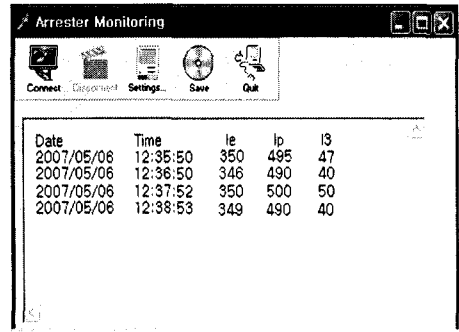 Arrester Monitoring
Connect Disconnect Settings... Save Quit
Date Time Ie Ip I3
2007/05/06 12:35:50 350 495 47
2007/05/06 12:36:50 346 490 40
2007/05/06 12:37:52 350 500 50
2007/05/06 12:38:53 349 490 40